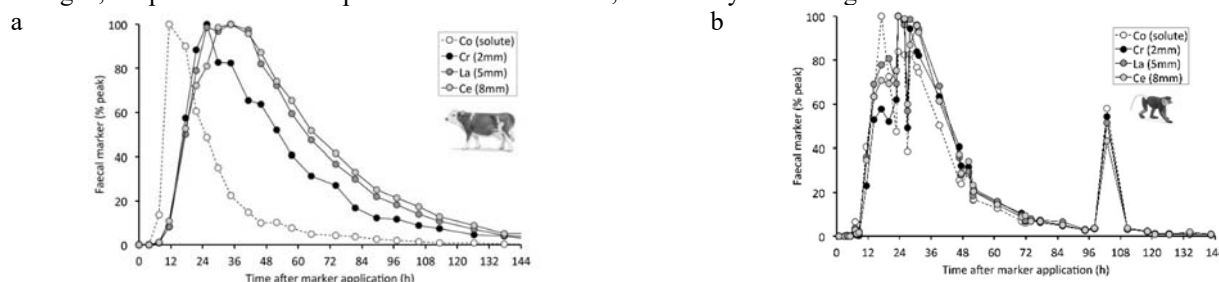 a
b
100
80
60
40
20
0
Faecal marker (% peak)
0 12 24 36 48 60 72 84 96 108 120 132 144
Time after marker application (h)
Co (solute)
Cr (2mm)
La (5mm)
Ce (8mm)
100
80
60
40
20
0
Faecal marker (% peak)
0 12 24 36 48 60 72 84 96 108 120 132
Time after marker application (h)
Co (solute)
Cr (2mm)
La (5mm)
Ce (8mm)